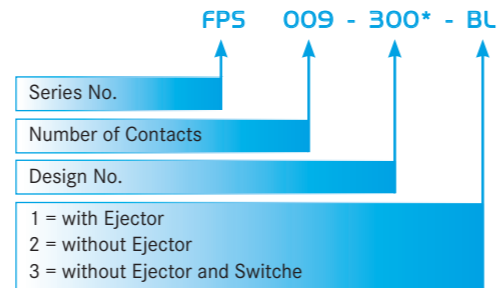 FPS 009 - 300* - BL
Series No.
Number of Contacts
Design No.
1 = with Ejector
2 = without Ejector
3 = without Ejector and Switche